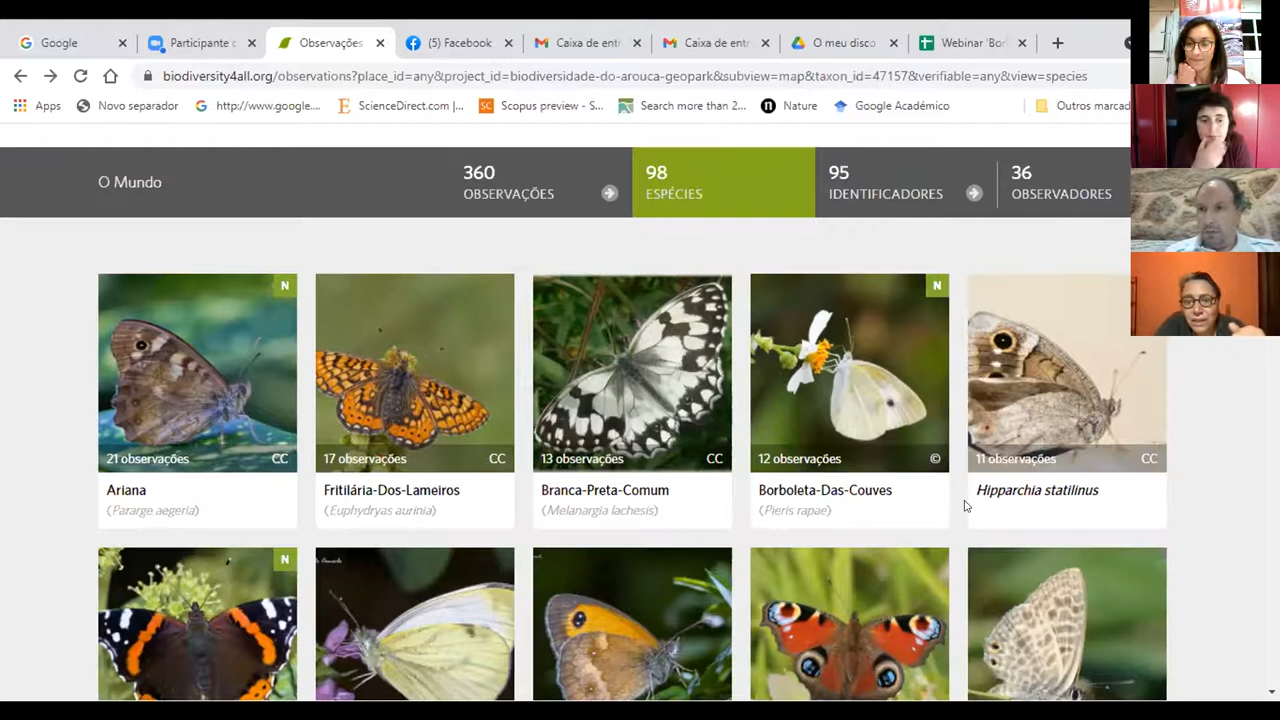 Google
Participante c
Observações
(5) Facebook
Caixa de entr
Caixa de entr
O meu disco
Webinar 'Bor
biodiversity4all.org/observations?place_id=any&project_id=biodiversidade-do-arouca-geopark&subview=map&taxon_id=47157&verifiable=any&view=species
Apps
Novo separador
http://www.google....
ScienceDirect.com |...
Scopus preview - S...
Search more than 2...
Nature
Google Académico
Outros marcad
O Mundo
360
OBSERVAÇÕES
98
ESPÉCIES
95
IDENTIFICADORES
36
OBSERVADORES
N
N
21 observações CC
17 observações CC
13 observações CC
12 observações ©
11 observações CC
Ariana
(Pararge aegeria)
Fritilária-Dos-Lameiros
(Euphydryas aurinia)
Branca-Preta-Comum
(Melanargia lachesis)
Borboleta-Das-Couves
(Pieris rapae)
Hipparchia statilinus
N